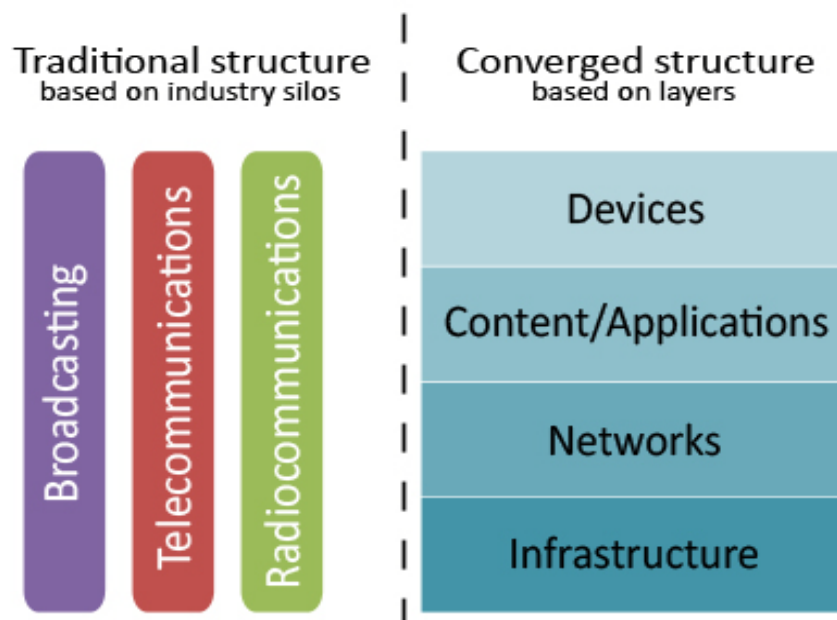 Traditional structure
based on industry silos
Broadcasting
Telecommunications
Radiocommunications
Converged structure
based on layers
Devices
Content/Applications
Networks
Infrastructure